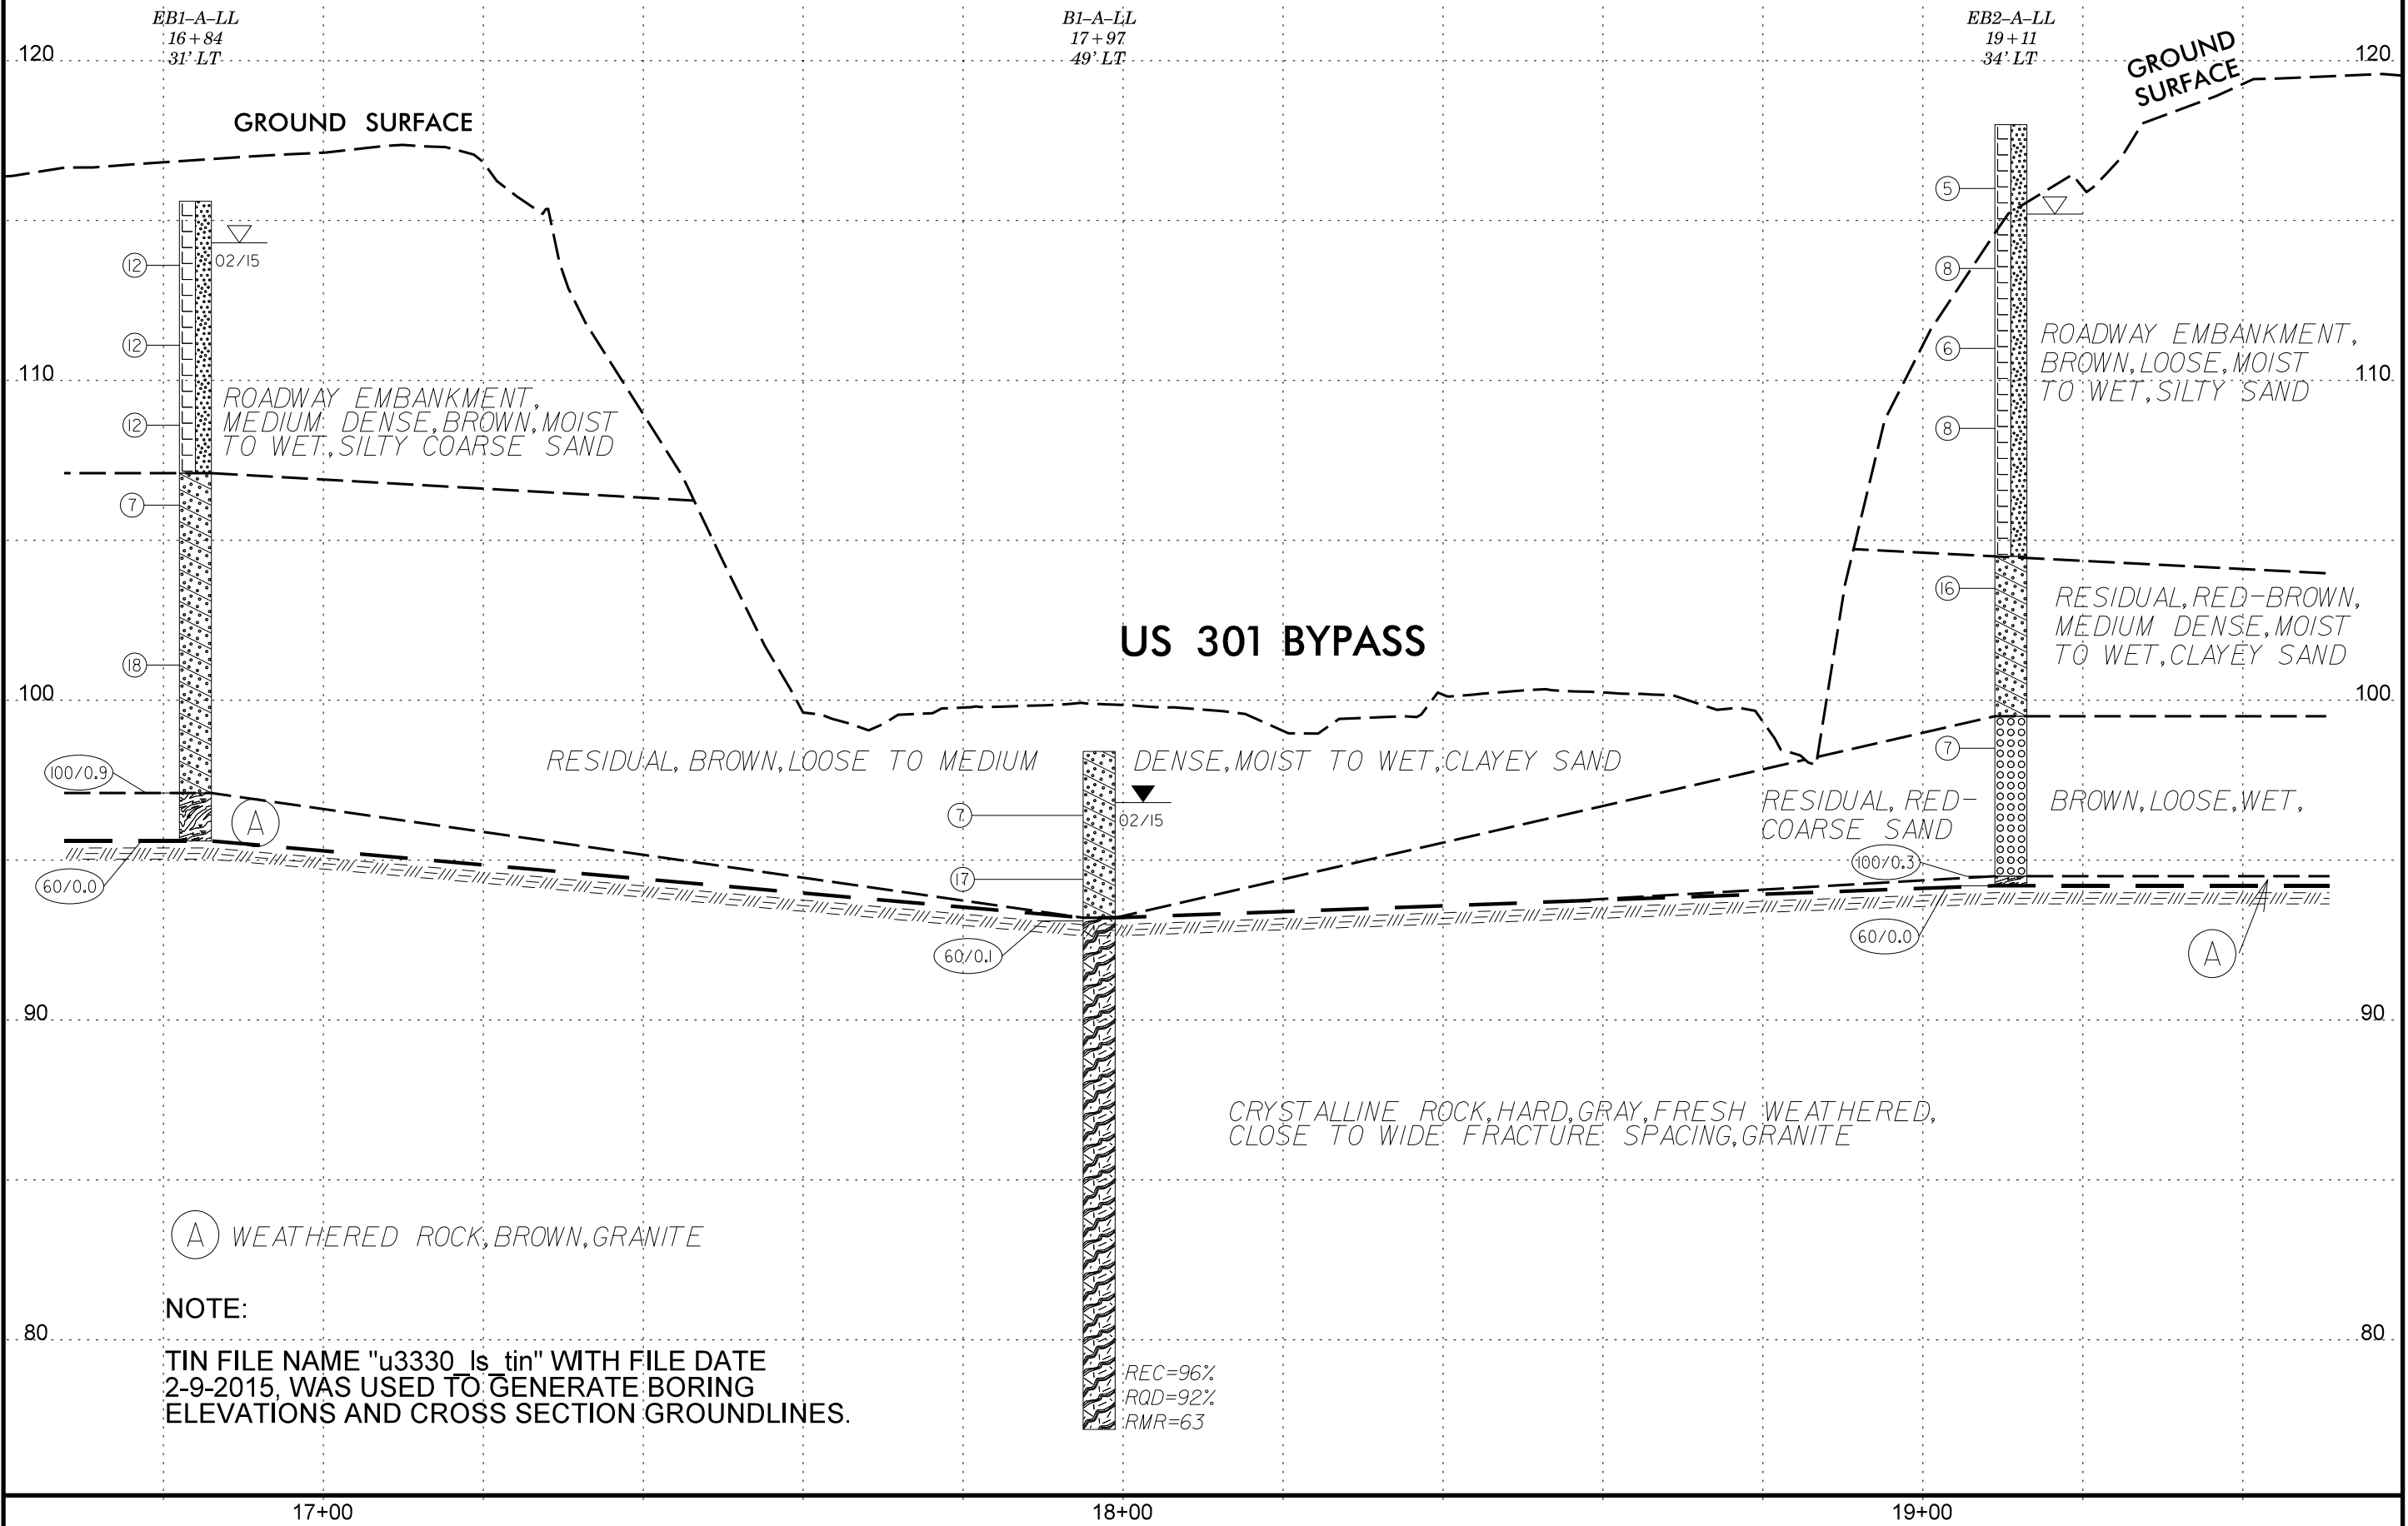 EB1-A-LL
16+84
31' LT
B1-A-LL
17+97
49' LT
EB2-A-LL
19+11
34' LT
120
120
GROUND
SURFACE
GROUND SURFACE
02/15
5
12
8
12
6
12
8
ROADWAY EMBANKMENT,
BROWN, LOOSE, MOIST
TO WET, SILTY SAND
110
110
ROADWAY EMBANKMENT,
MEDIUM DENSE, BROWN, MOIST
TO WET, SILTY COARSE SAND
7
16
18
RESIDUAL, RED-BROWN,
MEDIUM DENSE, MOIST
TO WET, CLAYEY SAND
US 301 BYPASS
100
100
RESIDUAL, BROWN, LOOSE TO MEDIUM DENSE, MOIST TO WET, CLAYEY SAND
7
100/0.9
A
7
02/15
RESIDUAL, RED- BROWN, LOOSE, WET,
COARSE SAND
17
100/0.3
60/0.0
60/0.1
60/0.0
A
90
90
CRYSTALLINE ROCK, HARD, GRAY, FRESH WEATHERED,
CLOSE TO WIDE FRACTURE SPACING, GRANITE
A WEATHERED ROCK, BROWN, GRANITE
NOTE:
80
80
TIN FILE NAME "u3330_ls_tin" WITH FILE DATE
2-9-2015, WAS USED TO GENERATE BORING
ELEVATIONS AND CROSS SECTION GROUNDLINES.
REC=96%
RQD=92%
RMR=63
17+00
18+00
19+00